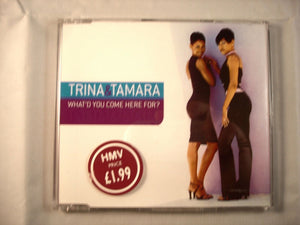 TRINA & TAMARA
WHAT'D YOU COME HERE FOR?
HMV
PRICE
£1.99